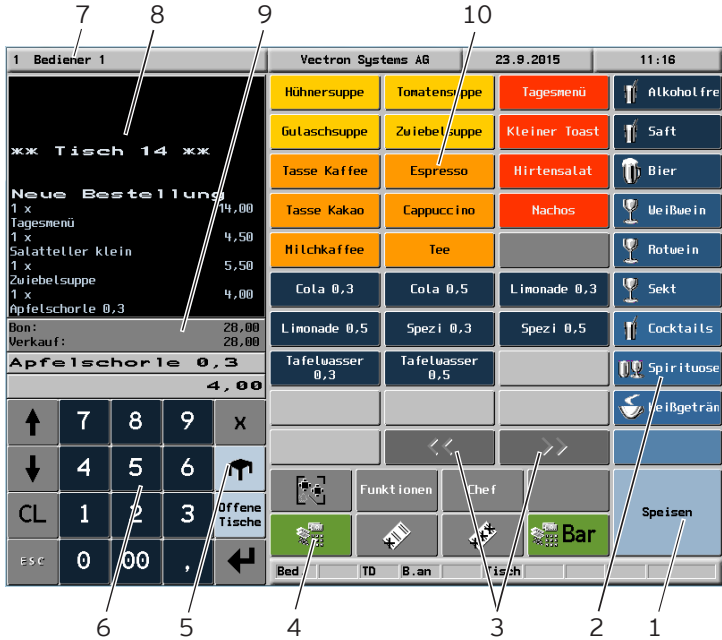 7 8 9 10
1 Bediener 1 Vectron Systems AG 23.9.2015 11:16
** Tisch 14 **
Neue Bestellung
1 x 14,00
Tagesmenü
1 x 4,50
Salatteller klein
1 x 5,50
Zwiebelsuppe
1 x 4,00
Apfelschorle 0,3
Bon: 28,00
Verkauf: 28,00
Apfelschorle 0,3
4,00
7 8 9 x
4 5 6
CL 1 2 3 Offene Tische
ESC 0 00 ,
Hühnersuppe Tomatensuppe Tagesmenü Alkoholfre
Gulaschsuppe Zwiebelsuppe Kleiner Toast Saft
Tasse Kaffee Espresso Hirtensalat Bier
Tasse Kakao Cappuccino Nachos Weißwein
Milchkaffee Tee Rotwein
Cola 0,3 Cola 0,5 Limonade 0,3 Sekt
Limonade 0,5 Spezi 0,3 Spezi 0,5 Cocktails
Tafelwasser 0,3 Tafelwasser 0,5 Spirituose
Heißgeträn
<< >>
Funktionen Chef Speisen
Bar
Bed. TD B.an Tisch
6 5 4 3 2 1